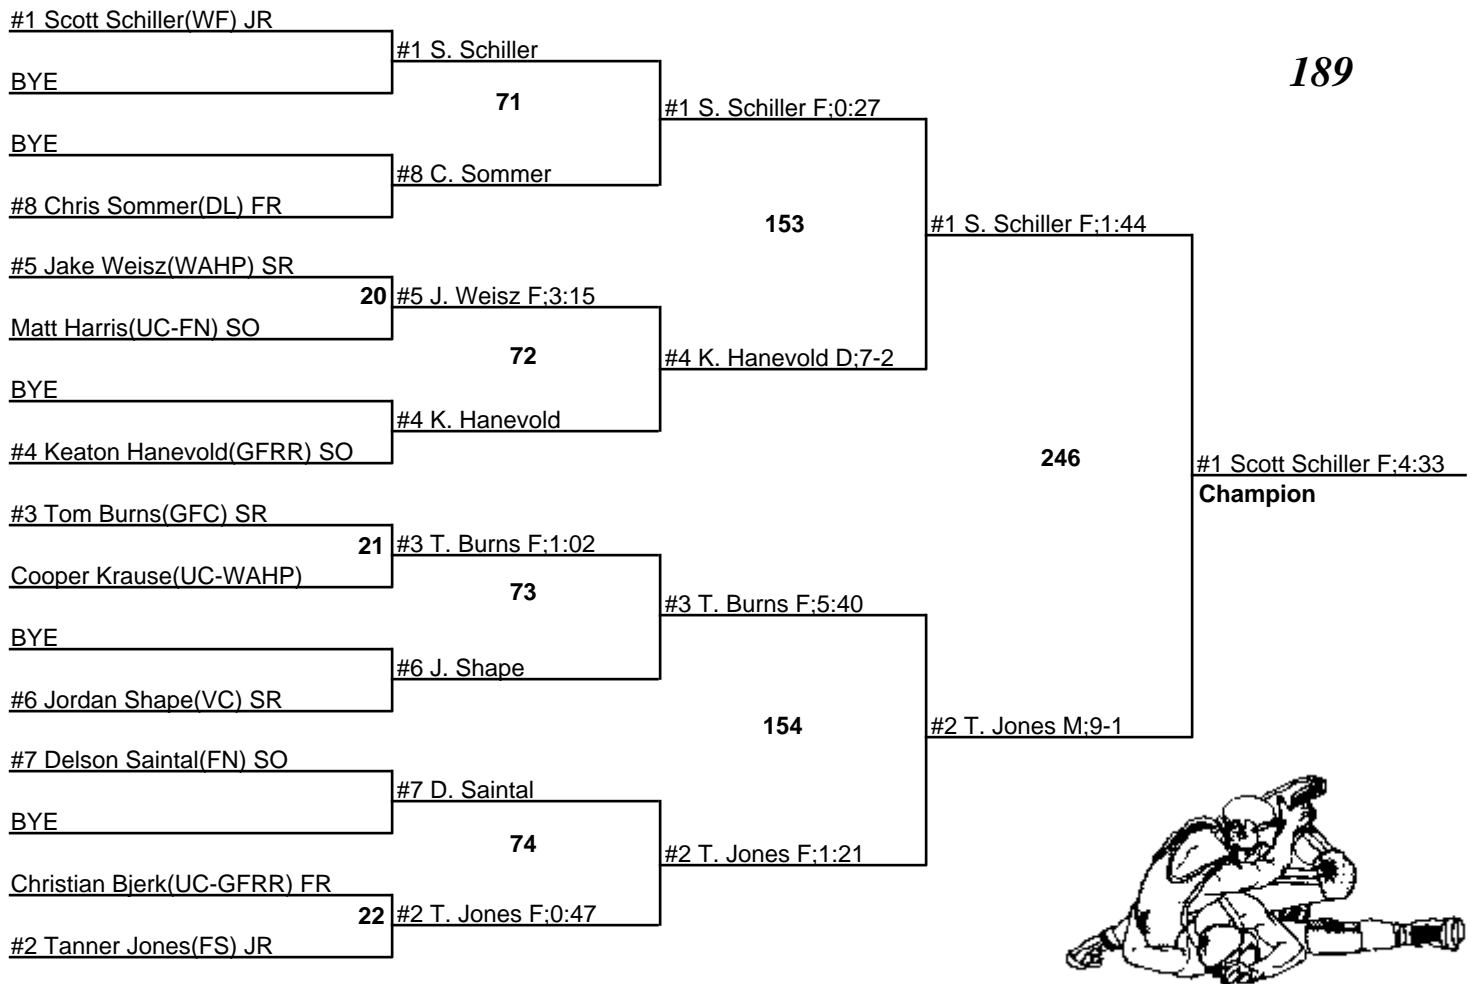 #1 Scott Schiller(WF) JR
BYE
BYE
#8 Chris Sommer(DL) FR
#5 Jake Weisz(WAHP) SR
Matt Harris(UC-FN) SO
BYE
#4 Keaton Hanevold(GFRR) SO
#3 Tom Burns(GFC) SR
Cooper Krause(UC-WAHP)
BYE
#6 Jordan Shape(VC) SR
#7 Delson Saintal(FN) SO
BYE
Christian Bjerk(UC-GFRR) FR
#2 Tanner Jones(FS) JR
20
21
22
#1 S. Schiller
#8 C. Sommer
#5 J. Weisz F;3:15
#4 K. Hanevold
#3 T. Burns F;1:02
#6 J. Shape
#7 D. Saintal
#2 T. Jones F;0:47
71
72
73
74
#1 S. Schiller F;0:27
#4 K. Hanevold D;7-2
#3 T. Burns F;5:40
#2 T. Jones F;1:21
153
154
#1 S. Schiller F;1:44
#2 T. Jones M;9-1
246
#1 Scott Schiller F;4:33
Champion
189